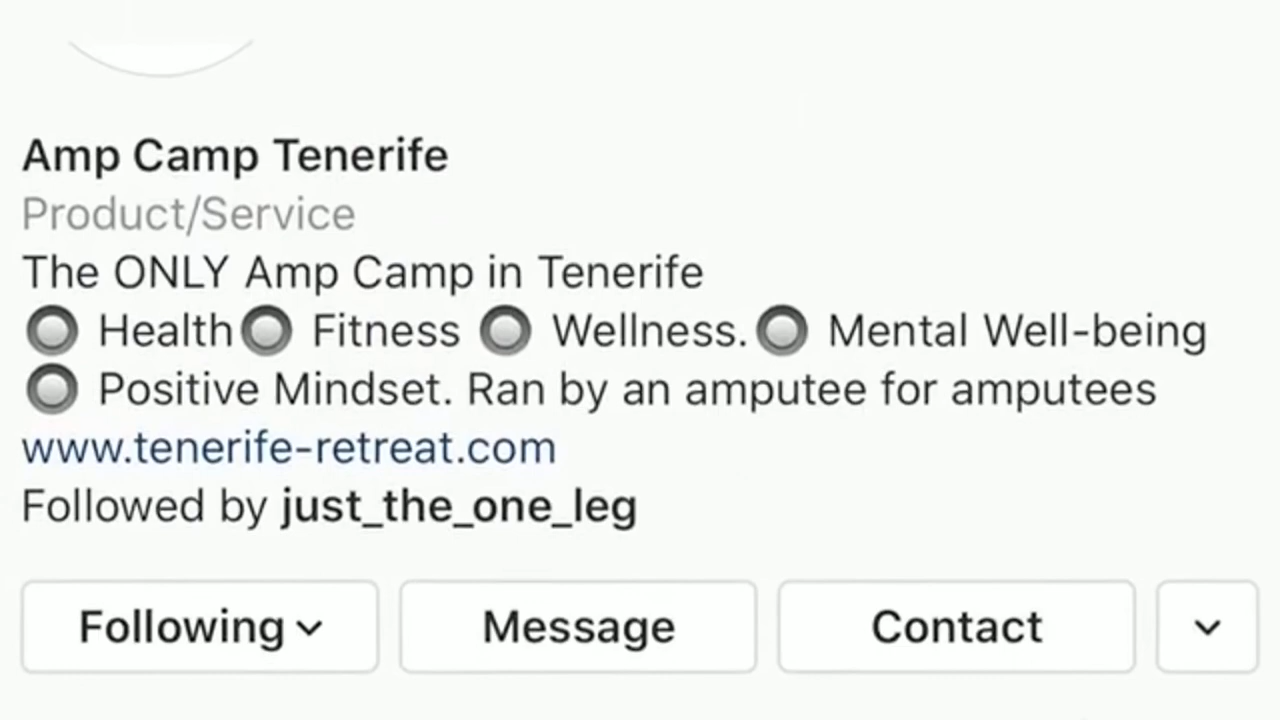 Amp Camp Tenerife
Product/Service
The ONLY Amp Camp in Tenerife
🔘 Health🔘 Fitness 🔘 Wellness.🔘 Mental Well-being
🔘 Positive Mindset. Ran by an amputee for amputees
www.tenerife-retreat.com
Followed by just_the_one_leg
Following Message Contact